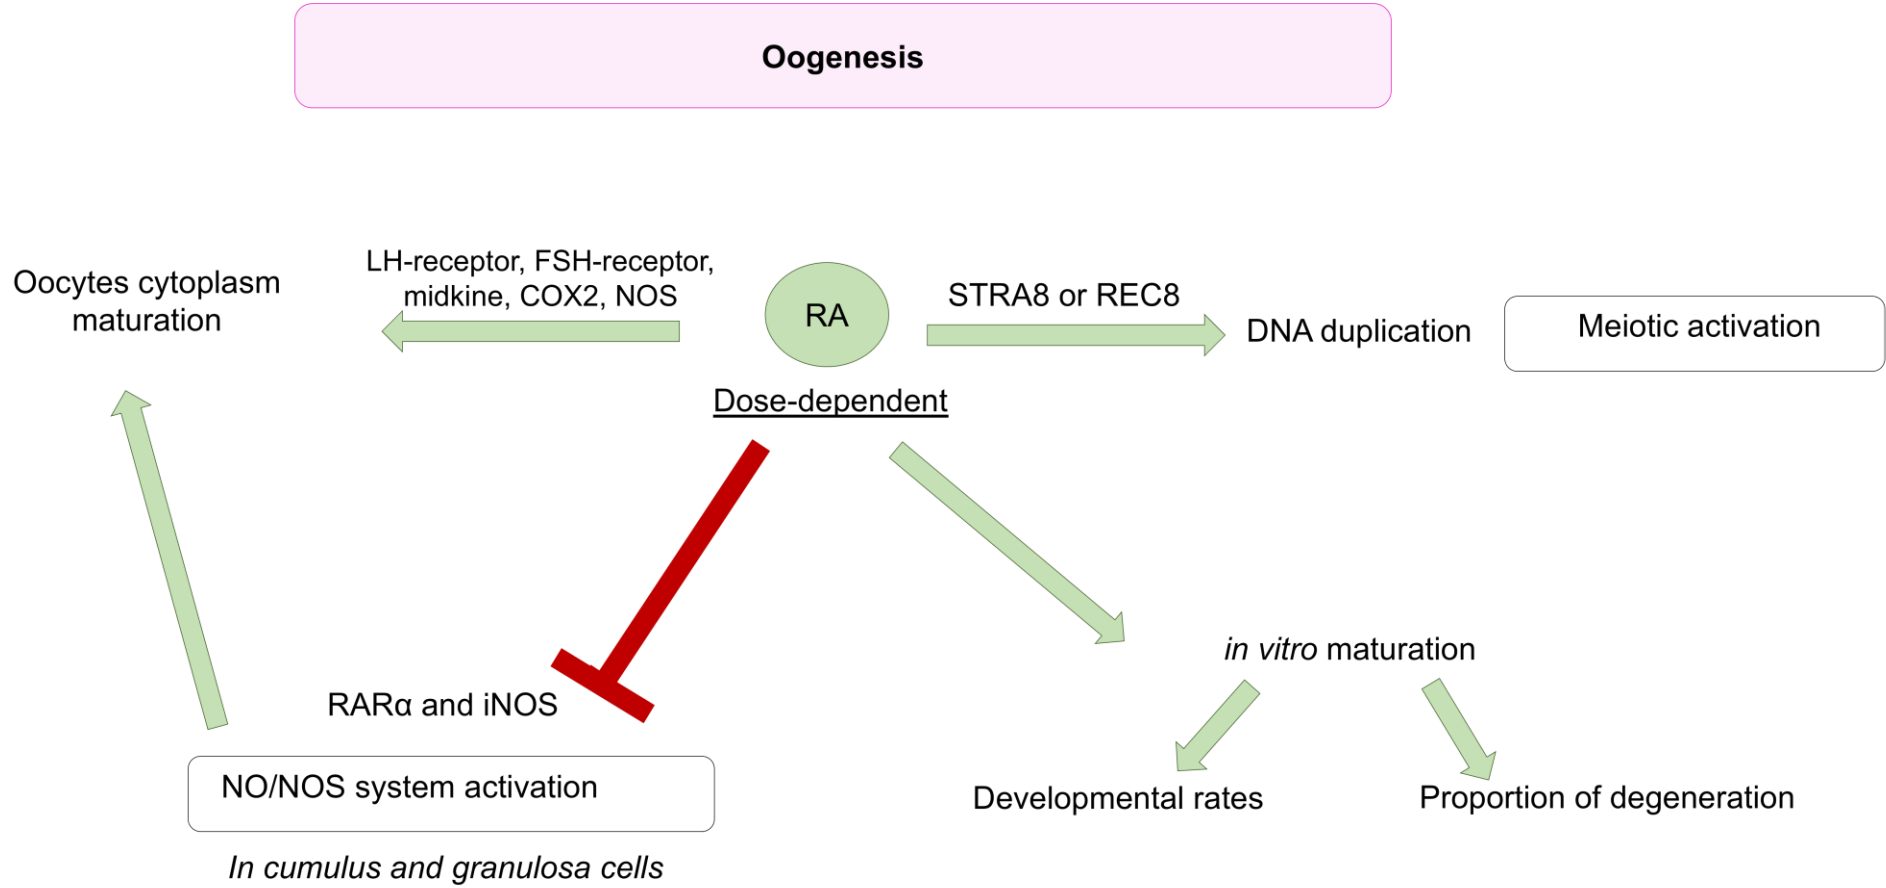 Oogenesis
LH-receptor, FSH-receptor,
midkine, COX2, NOS
Oocytes cytoplasm
maturation
RA
STRA8 or REC8
DNA duplication
Meiotic activation
Dose-dependent
in vitro maturation
RARα and iNOS
NO/NOS system activation
Developmental rates
Proportion of degeneration
In cumulus and granulosa cells